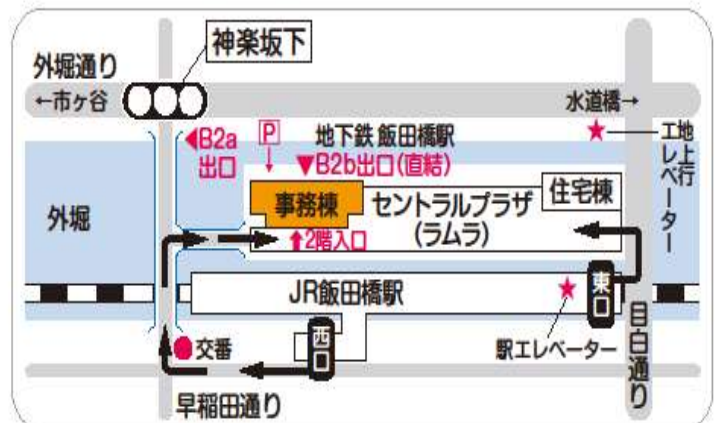 神楽坂下
外堀通り
←市ヶ谷
水道橋→
◀B2a
出口
P
地下鉄 飯田橋駅
▼B2b出口(直結)
★
地上行
エレベーター
事務棟
セントラルプラザ
(ラムラ)
住宅棟
⬆2階入口
外堀
JR飯田橋駅
★
東口
西口
交番
駅エレベーター
目白通り
早稲田通り